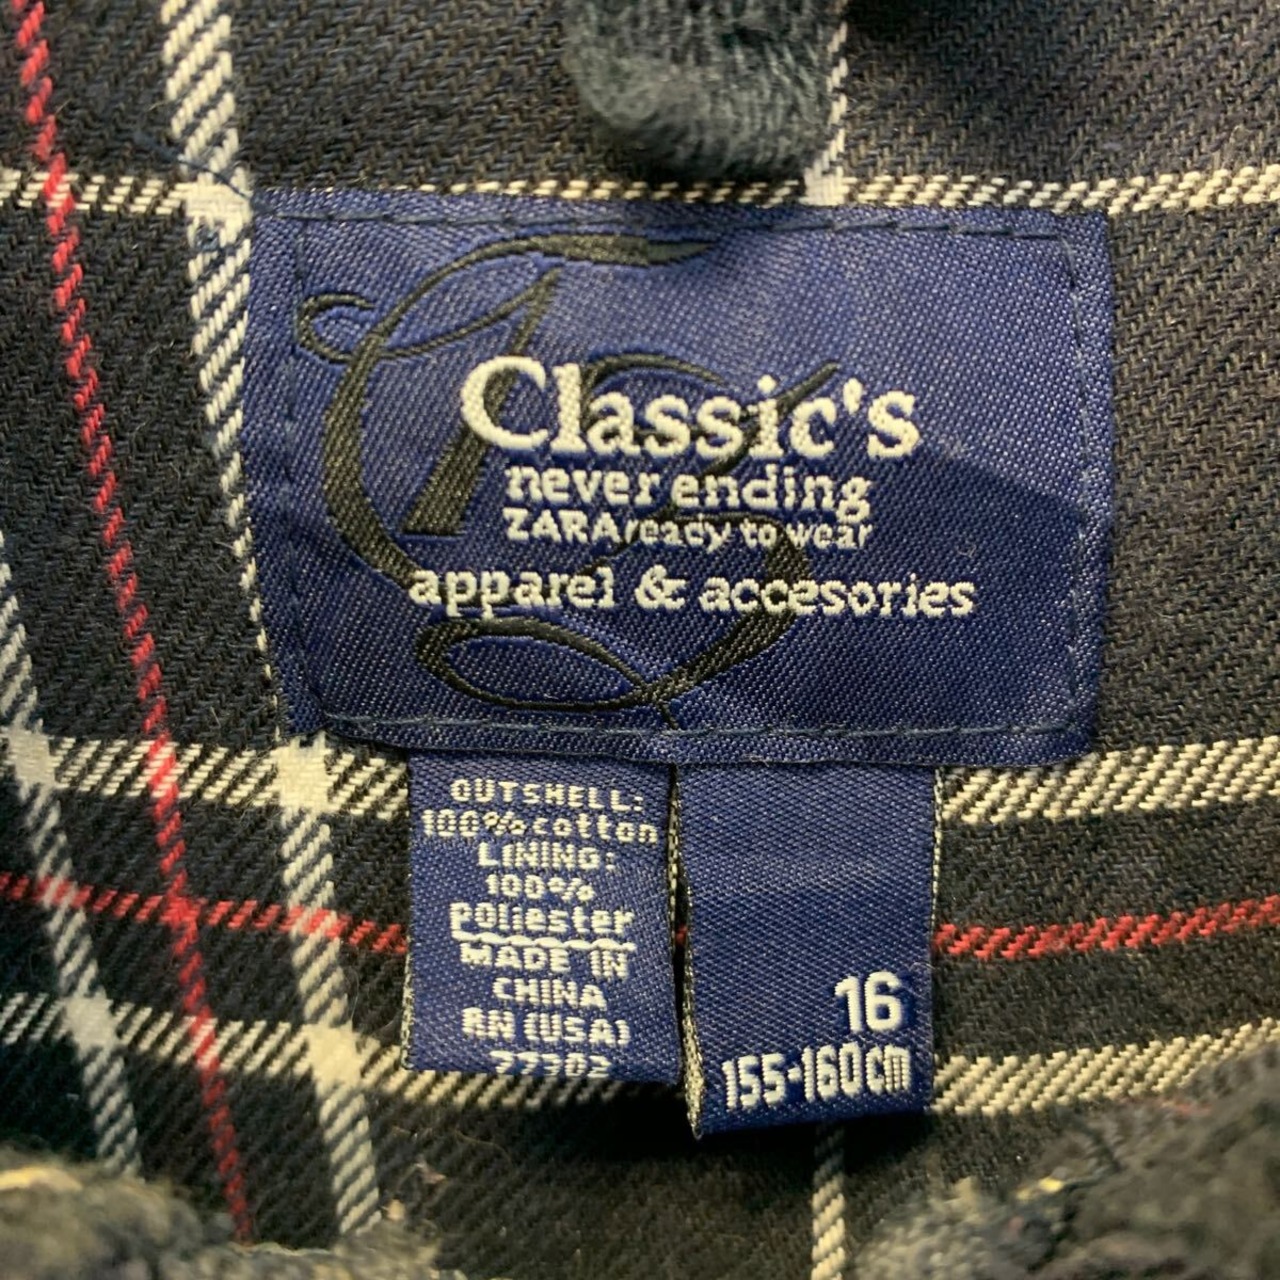 Classic's
never ending
ZARA ready to wear
apparel & accesories
OUTSHELL:
100% cotton
LINING:
100%
poliester
MADE IN
CHINA
RN (USA)
77302
16
155-160cm